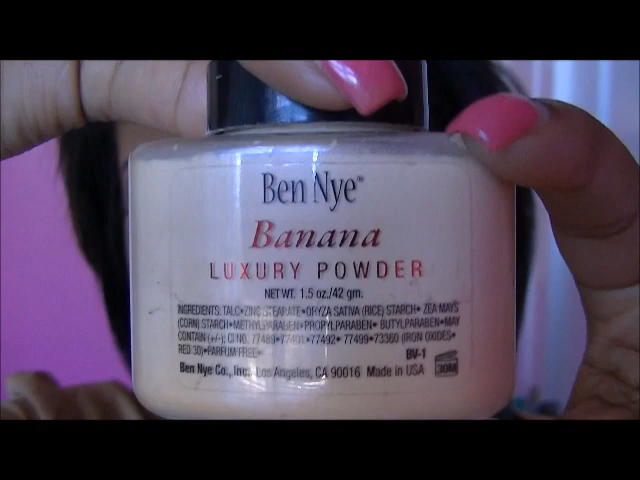 Ben Nye™
Banana
LUXURY POWDER
NET WT. 1.5 oz./42 gm.
INGREDIENTS: TALC•ZINC STEARATE•ORYZA SATIVA (RICE) STARCH• ZEA MAYS
(CORN) STARCH•METHYLPARABEN•PROPYLPARABEN• BUTYLPARABEN•MAY
CONTAIN (+/-): CI NO. 77489•77491•77492• 77499•73360 (IRON OXIDES•
RED 30)•PARFUM FREE•
BV-1
Ben Nye Co., Inc. Los Angeles, CA 90016 Made in USA
30M